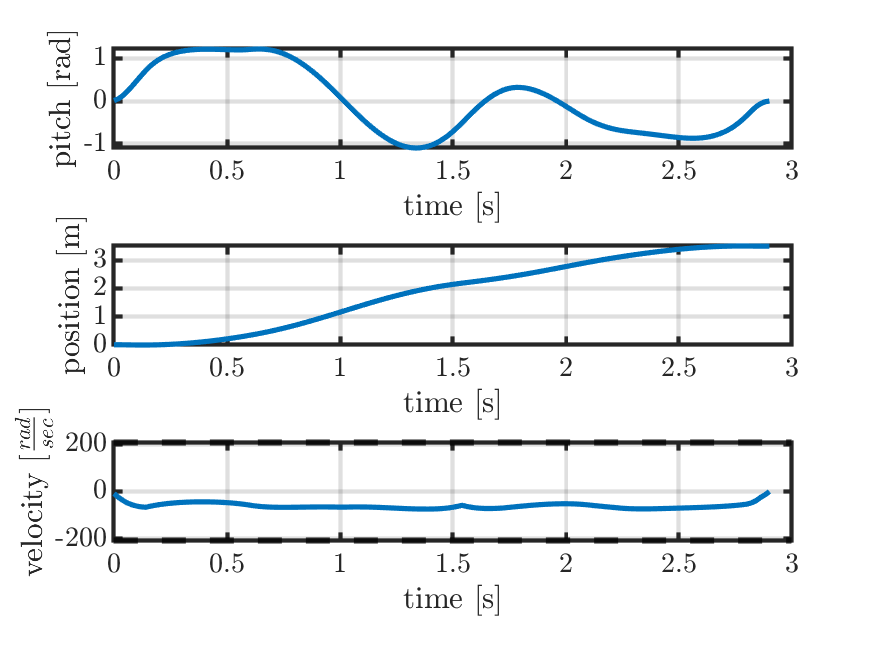 pitch [rad]
1
0
-1
0 0.5 1 1.5 2 2.5 3
time [s]
position [m]
3
2
1
0
0 0.5 1 1.5 2 2.5 3
time [s]
velocity [rad/sec]
200
0
-200
0 0.5 1 1.5 2 2.5 3
time [s]